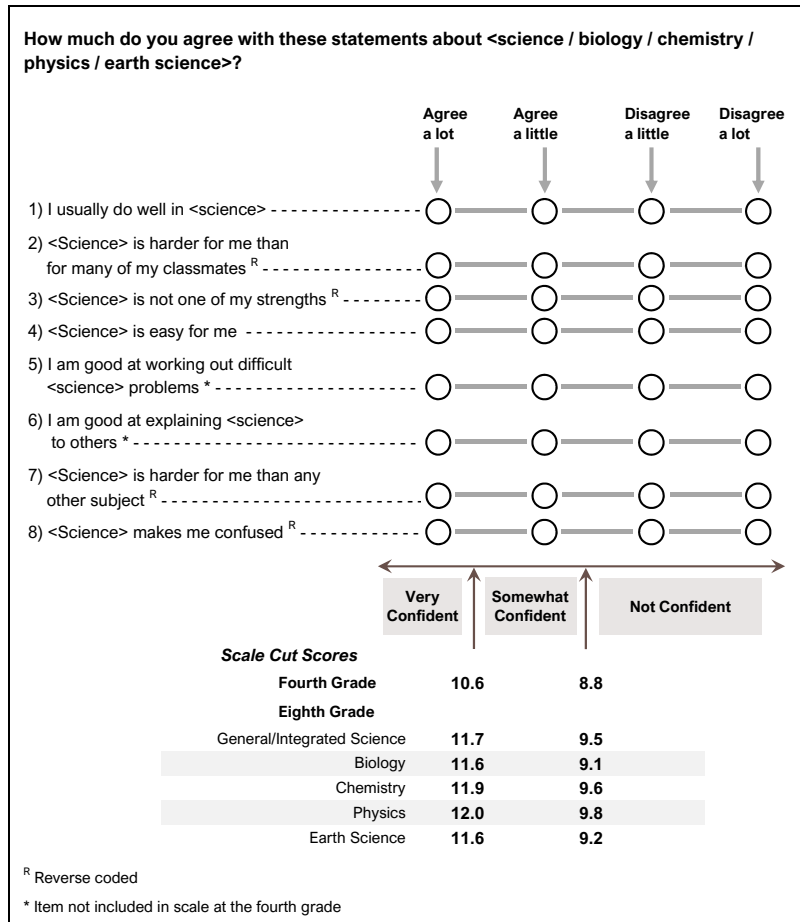 How much do you agree with these statements about <science / biology / chemistry /
physics / earth science>?
Agree
a lot
Agree
a little
Disagree
a little
Disagree
a lot
1) I usually do well in <science> - - - - - - - - - - - - - - - - - -
2) <Science> is harder for me than
for many of my classmates R - - - - - - - - - - - - - - - - - - -
3) <Science> is not one of my strengths R - - - - - - - - -
4) <Science> is easy for me - - - - - - - - - - - - - - - - - - - - -
5) I am good at working out difficult
<science> problems * - - - - - - - - - - - - - - - - - - - - - - - -
6) I am good at explaining <science>
to others * - - - - - - - - - - - - - - - - - - - - - - - - - - - - - - - - - -
7) <Science> is harder for me than any
other subject R - - - - - - - - - - - - - - - - - - - - - - - - - - - - - - -
8) <Science> makes me confused R - - - - - - - - - - - - - -
Very
Confident
Somewhat
Confident
Not Confident
Scale Cut Scores
Fourth Grade 10.6 8.8
Eighth Grade
General/Integrated Science 11.7 9.5
Biology 11.6 9.1
Chemistry 11.9 9.6
Physics 12.0 9.8
Earth Science 11.6 9.2
R Reverse coded
* Item not included in scale at the fourth grade